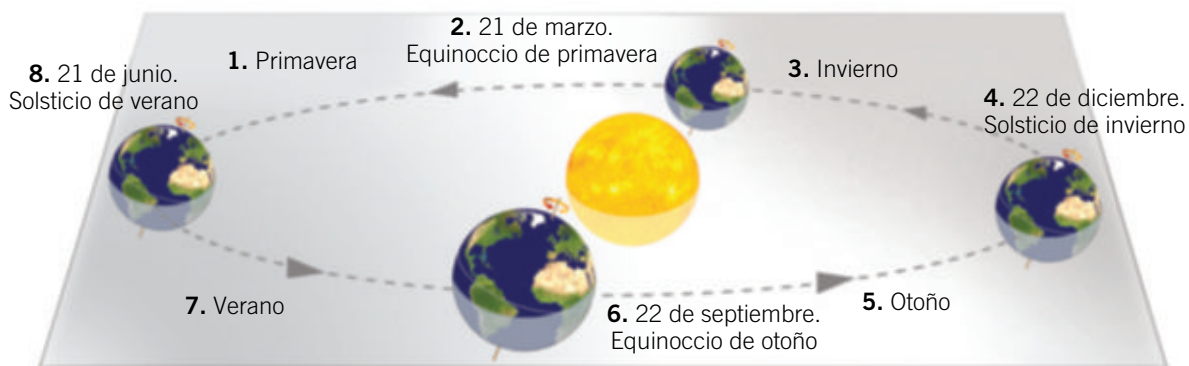 1. Primavera
2. 21 de marzo.
Equinoccio de primavera
3. Invierno
4. 22 de diciembre.
Solsticio de invierno
5. Otoño
6. 22 de septiembre.
Equinoccio de otoño
7. Verano
8. 21 de junio.
Solsticio de verano